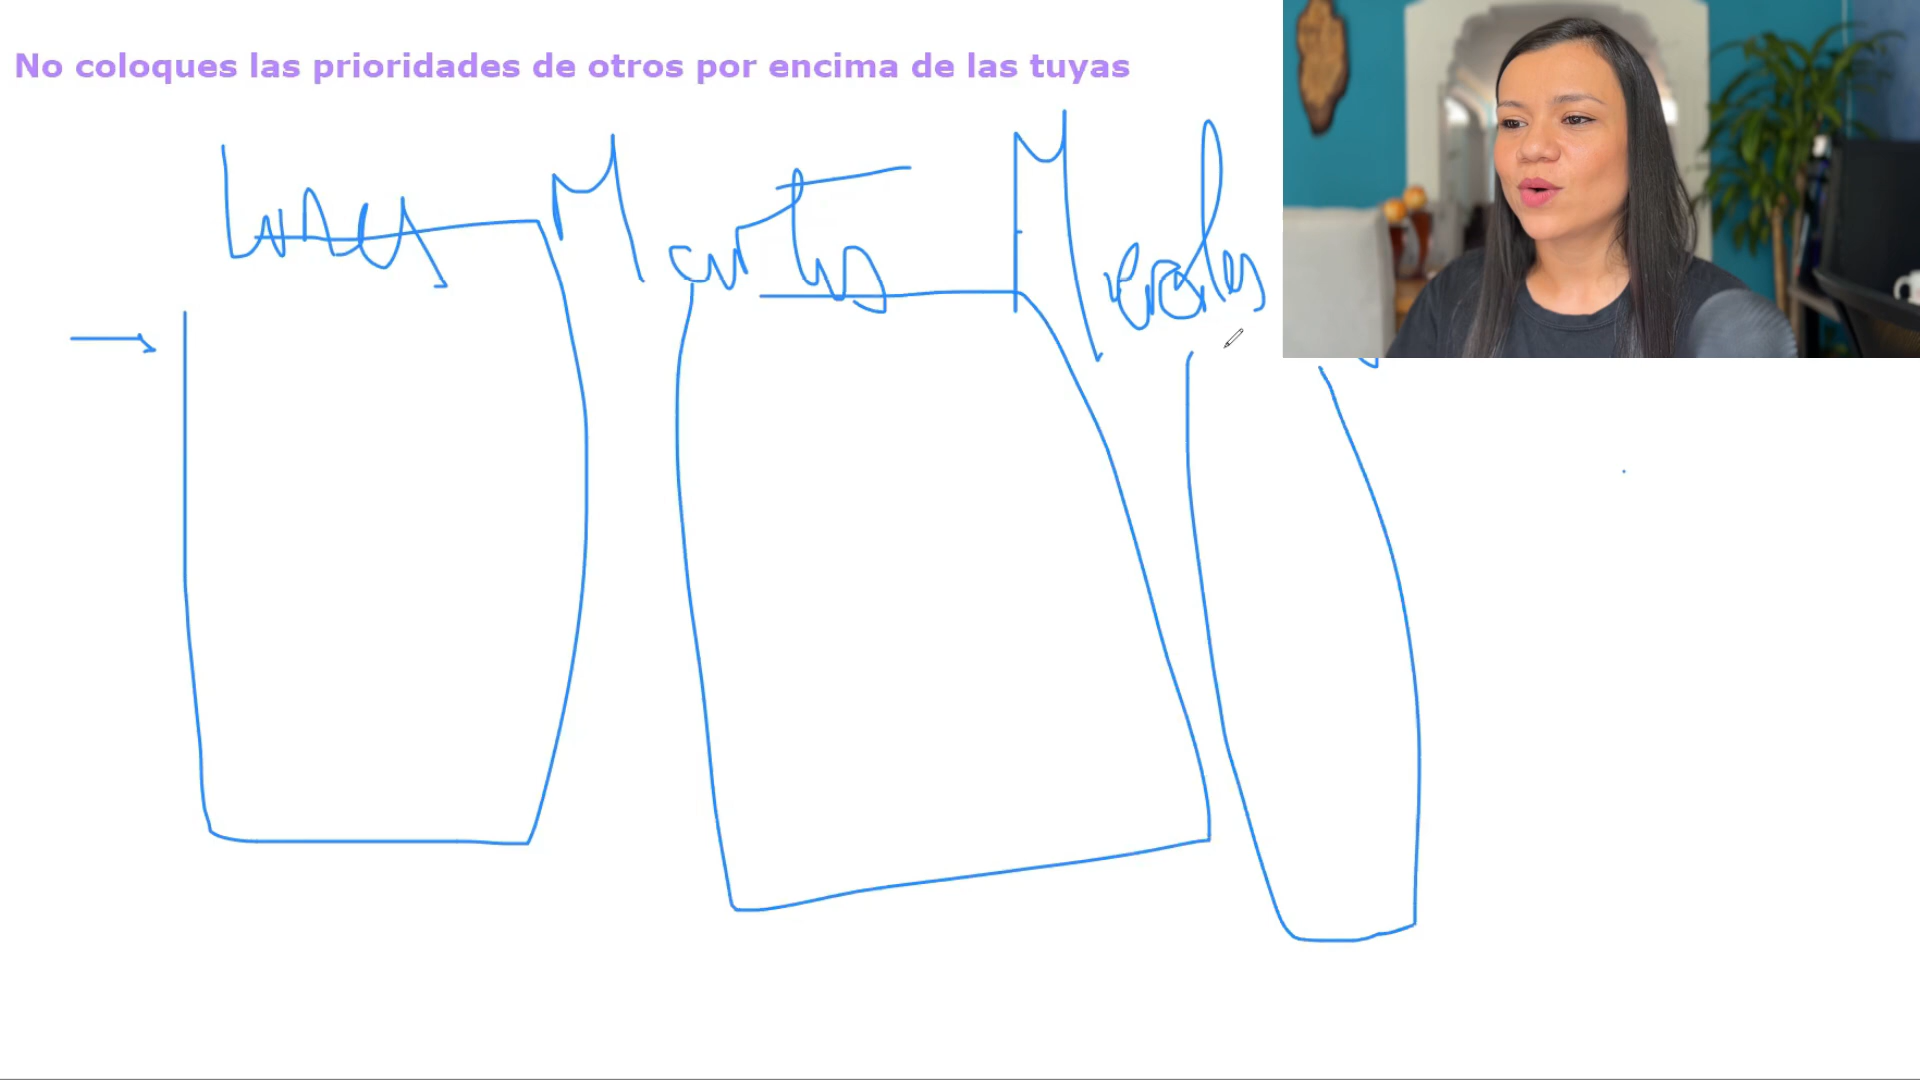 No coloques las prioridades de otros por encima de las tuyas
lunes Martes Miercoles